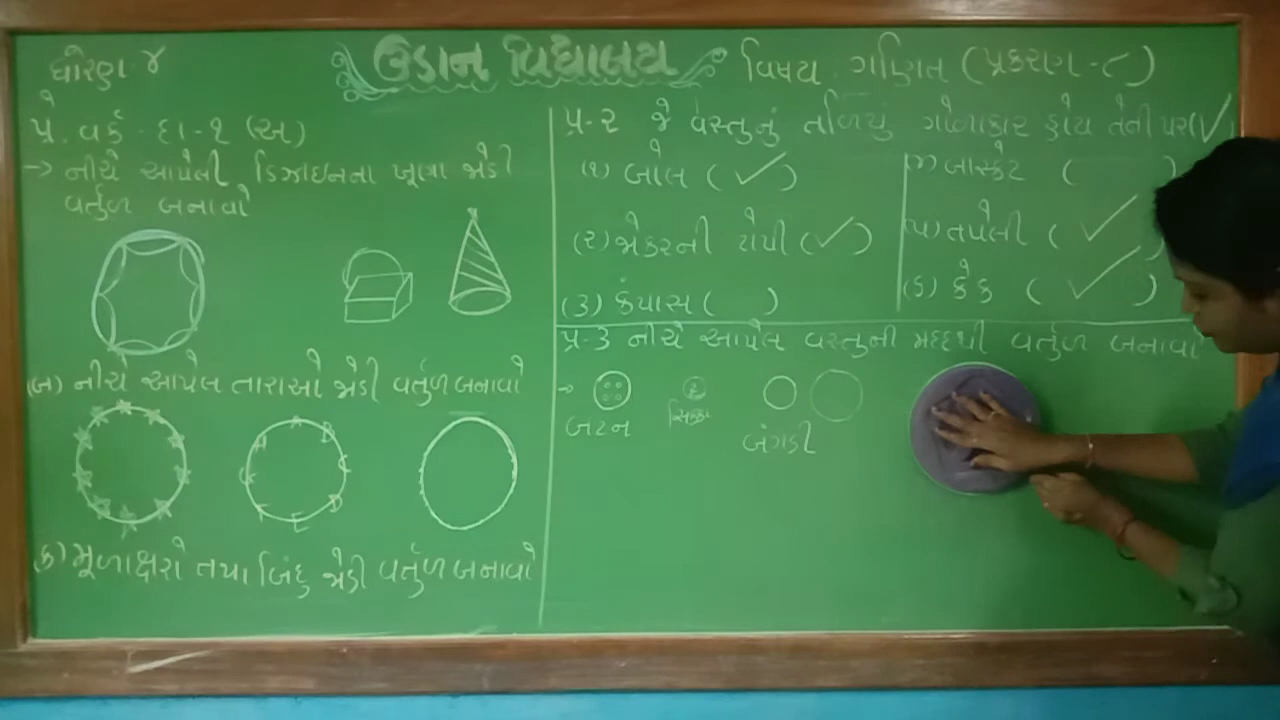 ધોરણ ૪
ઉડાન વિદ્યાલય
વિષય : ગણિત (પ્રકરણ-૮)
પ્રે. વર્ક - દા-૧ (અ)
→ નીચે આપેલી ડિઝાઇનના ખૂણા જોડી
વર્તુળ બનાવો
(બ) નીચે આપેલ તારાઓ જોડી વર્તુળ બનાવો
A B C D E
(ક) મૂળાક્ષરો તથા બિંદુ જોડી વર્તુળ બનાવો
પ્ર-૨ જે વસ્તુનું તળિયું ગોળાકાર હોય તેની પર (✓
(૧) બોલ (✓)
(૨) જોકરની ટોપી (✓)
(૩) કંપાસ ( )
(૪) બાસ્કેટ ( )
(૫) તપેલી (✓)
(૬) કેક (✓)
પ્ર-૩ નીચે આપેલ વસ્તુની મદદથી વર્તુળ બનાવો
→ બટન
સિક્કા
બંગડી